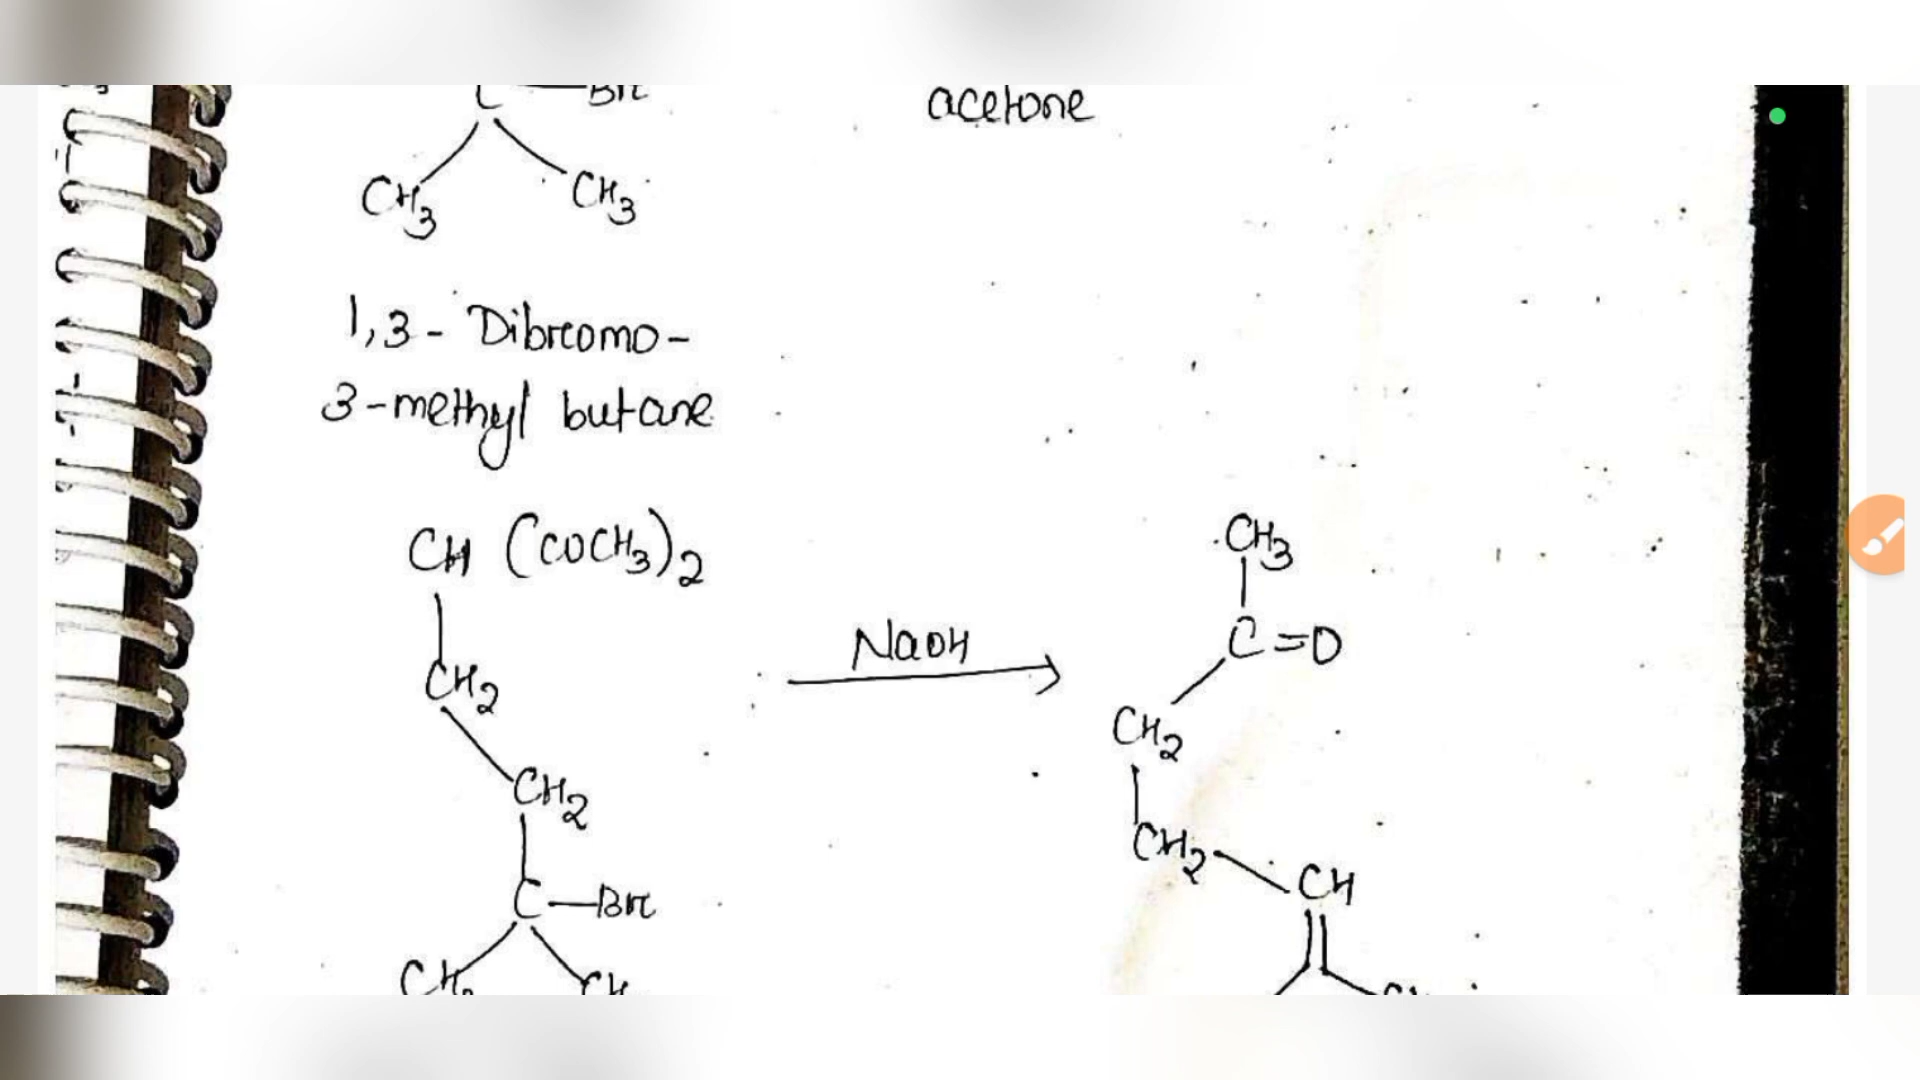 C—Br
acetone
CH3 CH3
1,3- Dibromo-
3-methyl butane
CH (COCH3)2
CH3
NaOH
C=O
CH2
CH2
CH2
CH2
CH
C—Br